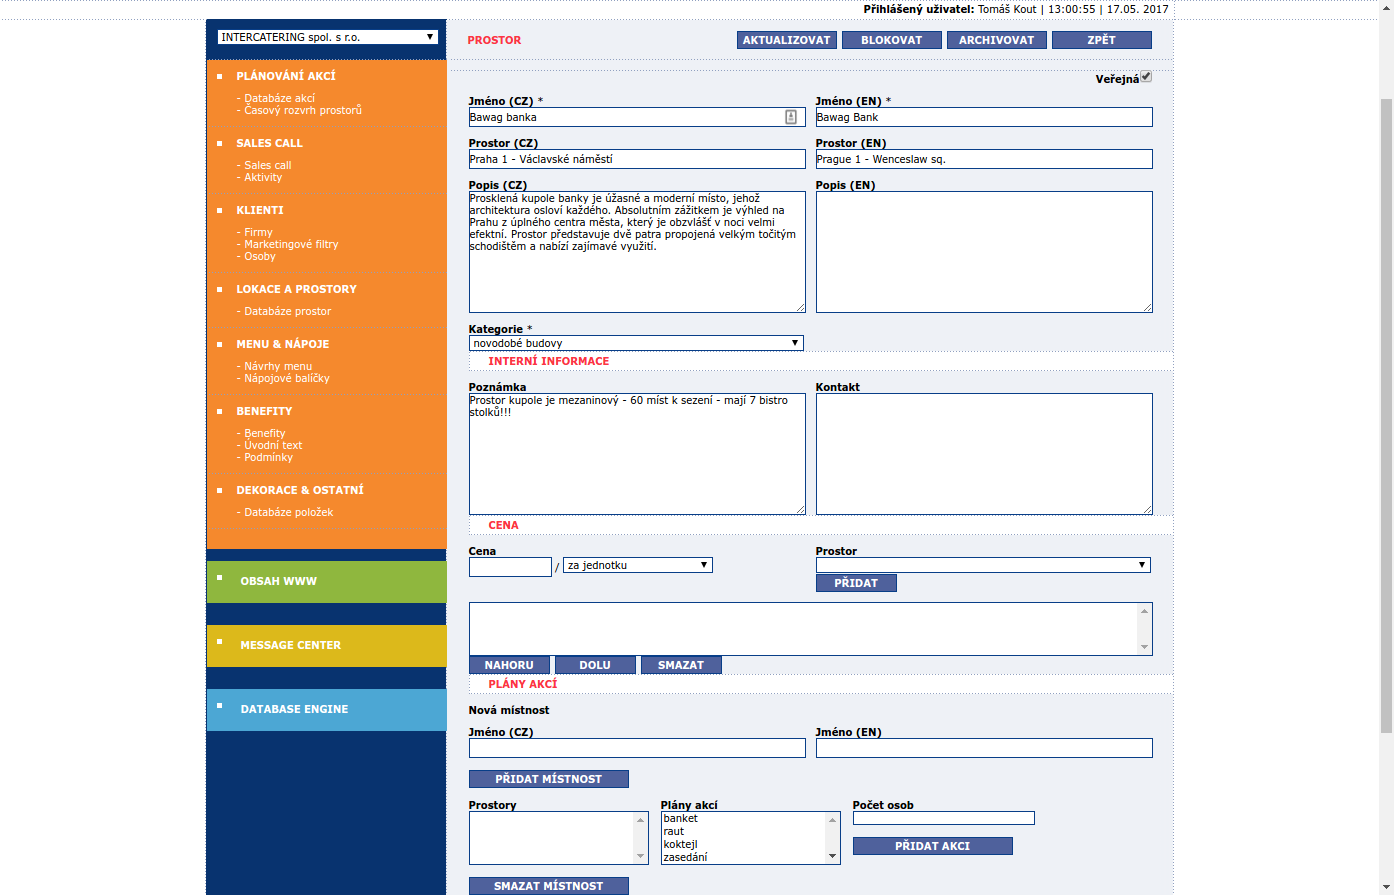 Přihlášený uživatel: Tomáš Kout | 13:00:55 | 17.05. 2017
INTERCATERING spol. s r.o.
PLÁNOVÁNÍ AKCÍ
- Databáze akcí
- Časový rozvrh prostorů
SALES CALL
- Sales call
- Aktivity
KLIENTI
- Firmy
- Marketingové filtry
- Osoby
LOKACE A PROSTORY
- Databáze prostor
MENU & NÁPOJE
- Návrhy menu
- Nápojové balíčky
BENEFITY
- Benefity
- Úvodní text
- Podmínky
DEKORACE & OSTATNÍ
- Databáze položek
OBSAH WWW
MESSAGE CENTER
DATABASE ENGINE
PROSTOR
AKTUALIZOVAT BLOKOVAT ARCHIVOVAT ZPĚT
Veřejná
Jméno (CZ) * Jméno (EN) *
Bawag banka Bawag Bank
Prostor (CZ) Prostor (EN)
Praha 1 - Václavské náměstí Prague 1 - Wenceslaw sq.
Popis (CZ) Popis (EN)
Prosklená kupole banky je úžasné a moderní místo, jehož
architektura osloví každého. Absolutním zážitkem je výhled na
Prahu z úplného centra města, který je obzvlášť v noci velmi
efektní. Prostor představuje dvě patra propojená velkým točitým
schodištěm a nabízí zajímavé využití.
Kategorie *
novodobé budovy
INTERNÍ INFORMACE
Poznámka Kontakt
Prostor kupole je mezaninový - 60 míst k sezení - mají 7 bistro
stolků!!!
CENA
Cena Prostor
/ za jednotku
PŘIDAT
NAHORU DOLU SMAZAT
PLÁNY AKCÍ
Nová místnost
Jméno (CZ) Jméno (EN)
PŘIDAT MÍSTNOST
Prostory Plány akcí Počet osob
banket
raut
koktejl
zasedání
PŘIDAT AKCI
SMAZAT MÍSTNOST